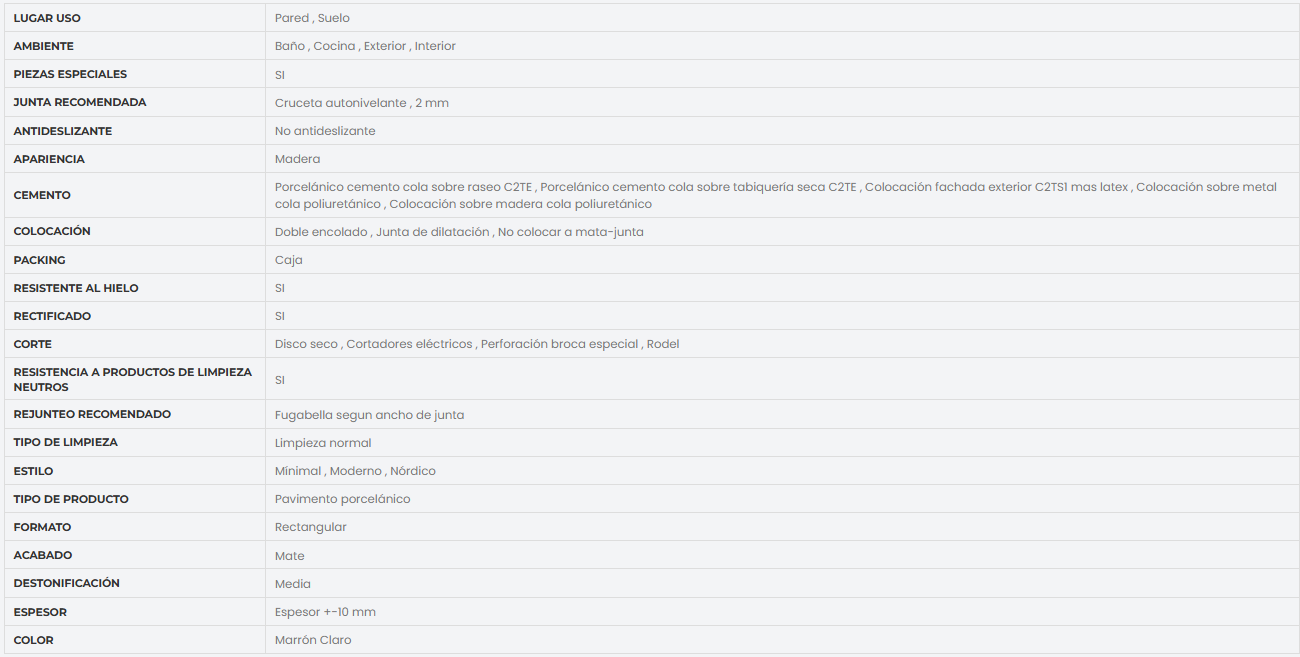 LUGAR USO Pared , Suelo
AMBIENTE Baño , Cocina , Exterior , Interior
PIEZAS ESPECIALES SI
JUNTA RECOMENDADA Cruceta autonivelante , 2 mm
ANTIDESLIZANTE No antideslizante
APARIENCIA Madera
CEMENTO Porcelánico cemento cola sobre raseo C2TE , Porcelánico cemento cola sobre tabiquería seca C2TE , Colocación fachada exterior C2TS1 mas latex , Colocación sobre metal
cola poliuretánico , Colocación sobre madera cola poliuretánico
COLOCACIÓN Doble encolado , Junta de dilatación , No colocar a mata-junta
PACKING Caja
RESISTENTE AL HIELO SI
RECTIFICADO SI
CORTE Disco seco , Cortadores eléctricos , Perforación broca especial , Rodel
RESISTENCIA A PRODUCTOS DE LIMPIEZA
NEUTROS SI
REJUNTEO RECOMENDADO Fugabella segun ancho de junta
TIPO DE LIMPIEZA Limpieza normal
ESTILO Minimal , Moderno , Nórdico
TIPO DE PRODUCTO Pavimento porcelánico
FORMATO Rectangular
ACABADO Mate
DESTONIFICACIÓN Media
ESPESOR Espesor +-10 mm
COLOR Marrón Claro